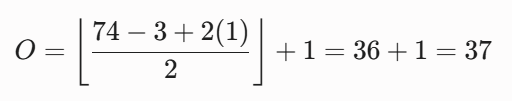 O = ⌊(74 − 3 + 2(1))/2⌋ + 1 = 36 + 1 = 37